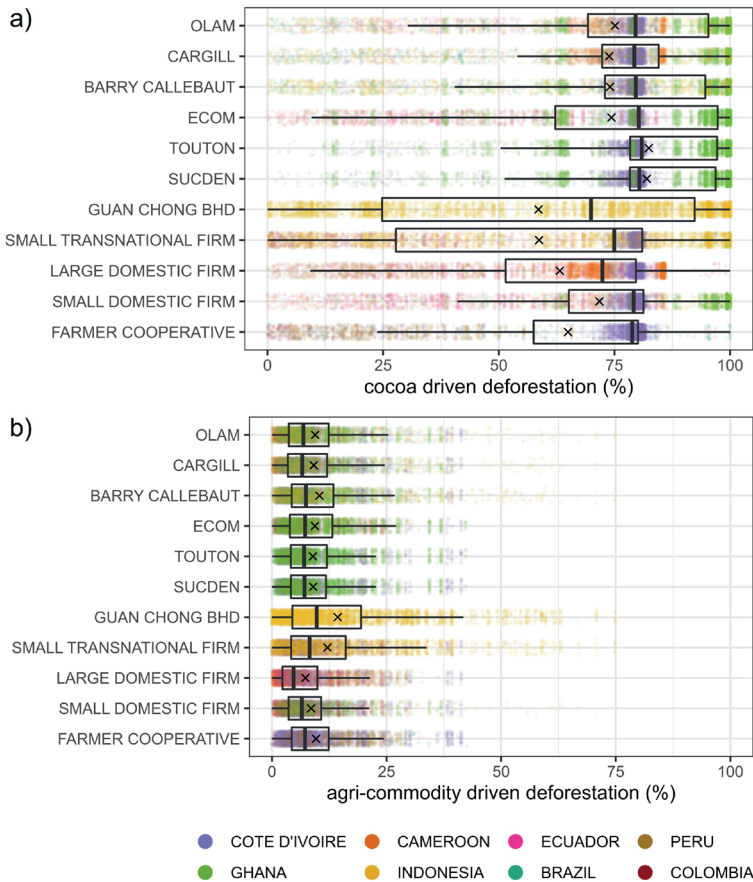 a)
OLAM
CARGILL
BARRY CALLEBAUT
ECOM
TOUTON
SUCDEN
GUAN CHONG BHD
SMALL TRANSNATIONAL FIRM
LARGE DOMESTIC FIRM
SMALL DOMESTIC FIRM
FARMER COOPERATIVE
0 25 50 75 100
cocoa driven deforestation (%)
b)
OLAM
CARGILL
BARRY CALLEBAUT
ECOM
TOUTON
SUCDEN
GUAN CHONG BHD
SMALL TRANSNATIONAL FIRM
LARGE DOMESTIC FIRM
SMALL DOMESTIC FIRM
FARMER COOPERATIVE
0 25 50 75 100
agri-commodity driven deforestation (%)
COTE D'IVOIRE CAMEROON ECUADOR PERU
GHANA INDONESIA BRAZIL COLOMBIA